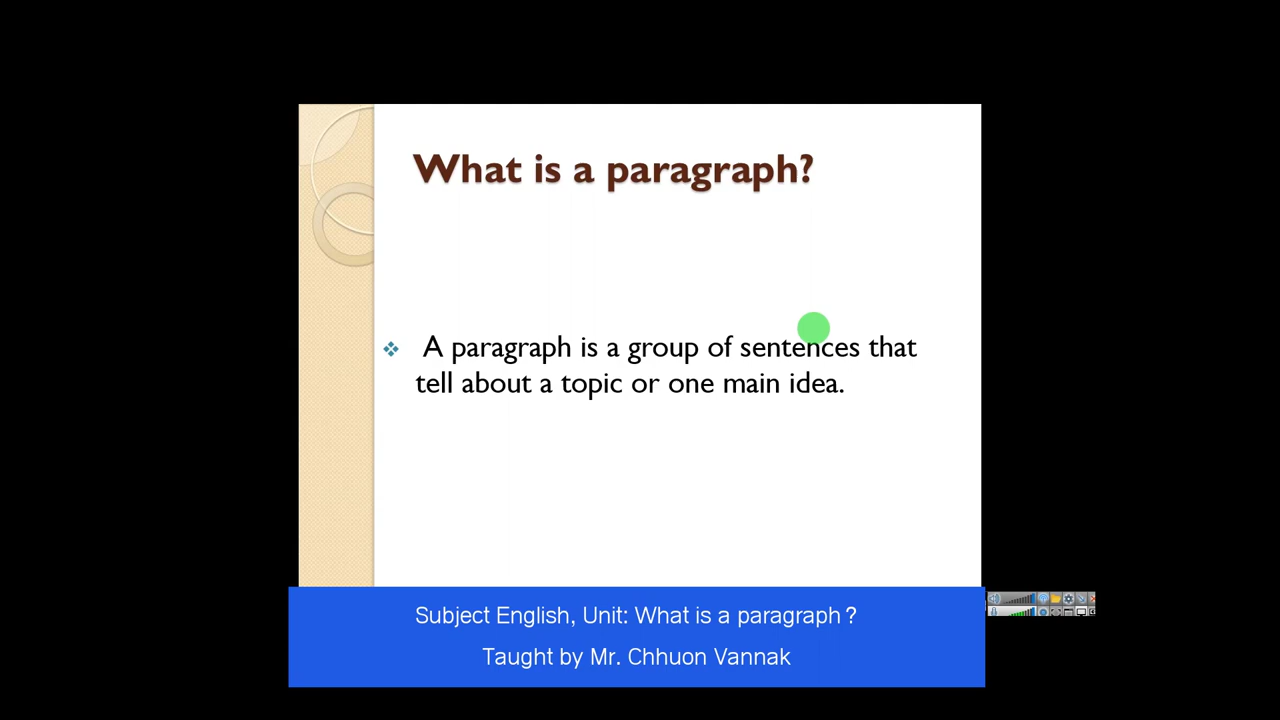 What is a paragraph?
A paragraph is a group of sentences that
tell about a topic or one main idea.
Subject English, Unit: What is a paragraph ?
Taught by Mr. Chhuon Vannak